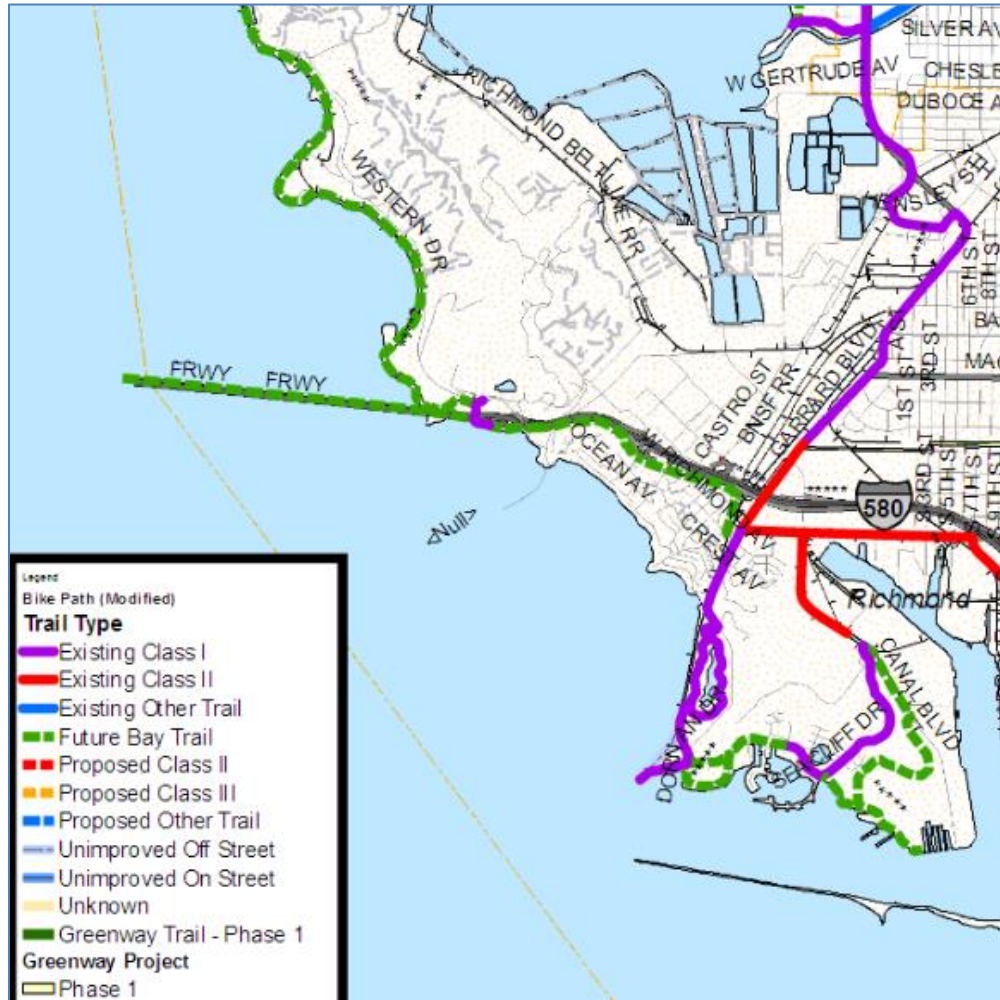 SILVER AV
W GERTRUDE AV
CHESLE
DUBOCE A
RICHMOND BELTLINE RR
WESTERN DR
HENSLEY ST
6TH ST
8TH ST
BA
MA
1ST ST
A ST
3RD ST
GARRARD BLVD
BNSF RR
CASTRO ST
FRWY
FRWY
OCEAN AV
W RICHMOND AV
CREST AV
580
S 3RD ST
S 5TH S
7TH S
9TH S
<Null>
Richmond
CANAL BLVD
SEACLIFF DR
DORNAN DR
Legend
Bike Path (Modified)
Trail Type
Existing Class I
Existing Class II
Existing Other Trail
Future Bay Trail
Proposed Class II
Proposed Class III
Proposed Other Trail
Unimproved Off Street
Unimproved On Street
Unknown
Greenway Trail - Phase 1
Greenway Project
Phase 1